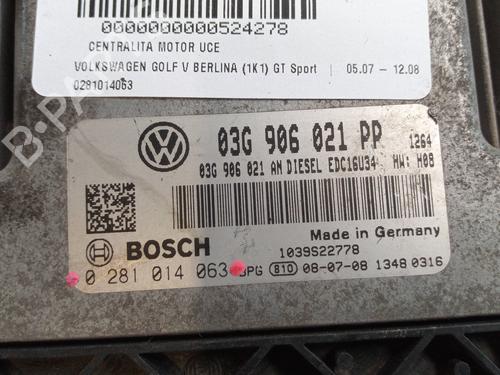 0000000000524278
CENTRALITA MOTOR UCE
VOLKSWAGEN GOLF V BERLINA (1K1) GT Sport | 05.07 - 12.08
0281014063
03G 906 021 PP 1264
03G 906 021 AN DIESEL EDC16U34 HW: H08
Made in Germany
BOSCH 1039S22778
0 281 014 063 810 08-07-08 1348 0316